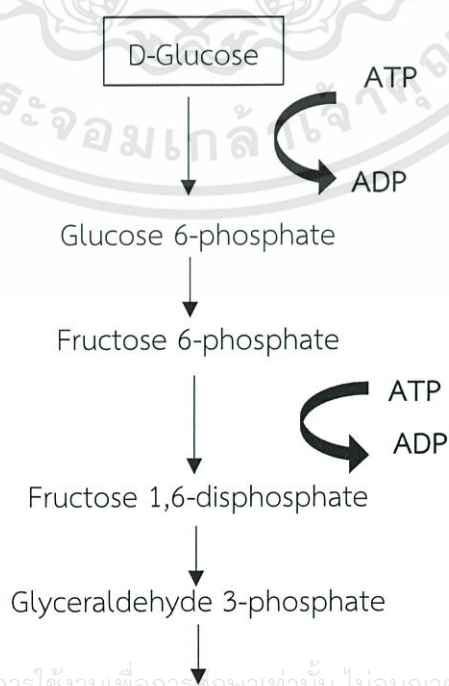 D-Glucose
ATP
ADP
Glucose 6-phosphate
Fructose 6-phosphate
ATP
ADP
Fructose 1,6-disphosphate
Glyceraldehyde 3-phosphate